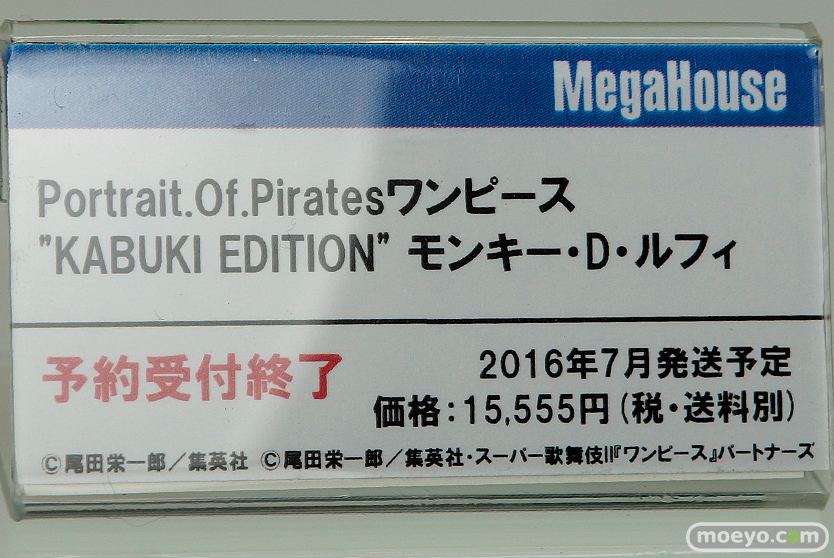 MegaHouse
Portrait.Of.Piratesワンピース
"KABUKI EDITION" モンキー・D・ルフィ
予約受付終了
2016年7月発送予定
価格:15,555円(税・送料別)
©尾田栄一郎／集英社 ©尾田栄一郎／集英社・スーパー歌舞伎II『ワンピース』パートナーズ
moeyo.com